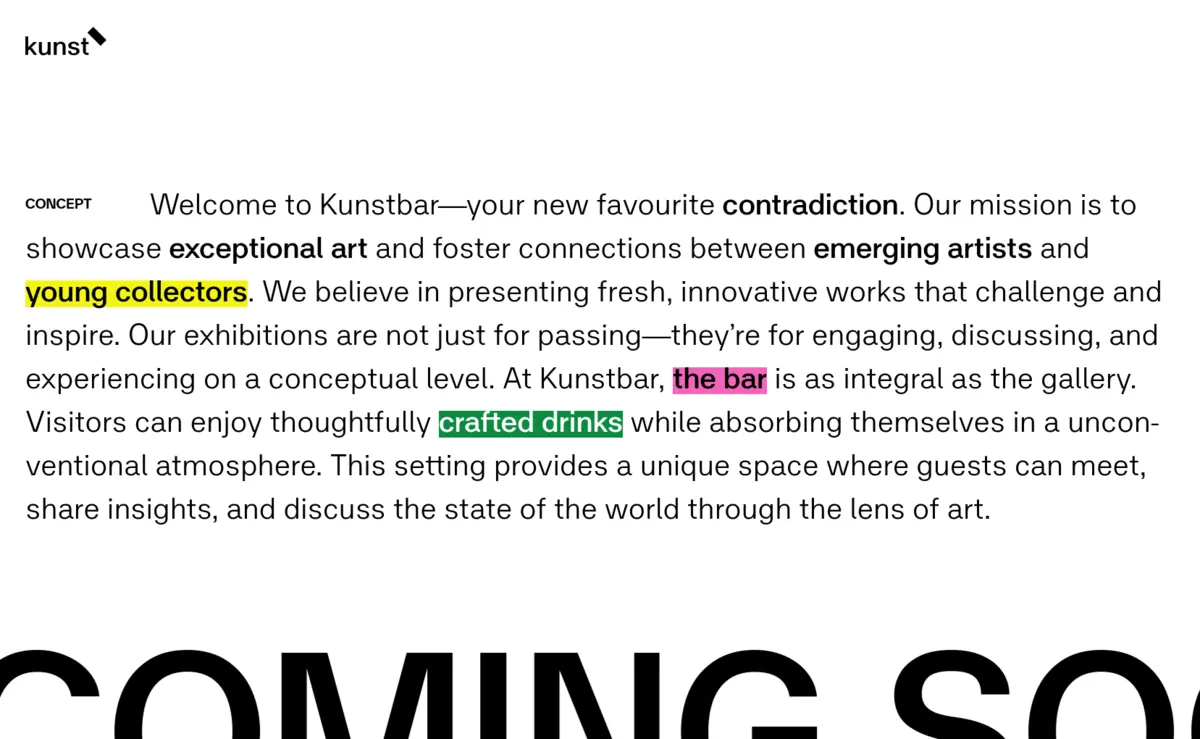 kunst
CONCEPT Welcome to Kunstbar—your new favourite contradiction. Our mission is to
showcase exceptional art and foster connections between emerging artists and
young collectors. We believe in presenting fresh, innovative works that challenge and
inspire. Our exhibitions are not just for passing—they’re for engaging, discussing, and
experiencing on a conceptual level. At Kunstbar, the bar is as integral as the gallery.
Visitors can enjoy thoughtfully crafted drinks while absorbing themselves in a uncon-
ventional atmosphere. This setting provides a unique space where guests can meet,
share insights, and discuss the state of the world through the lens of art.
COMING SOO